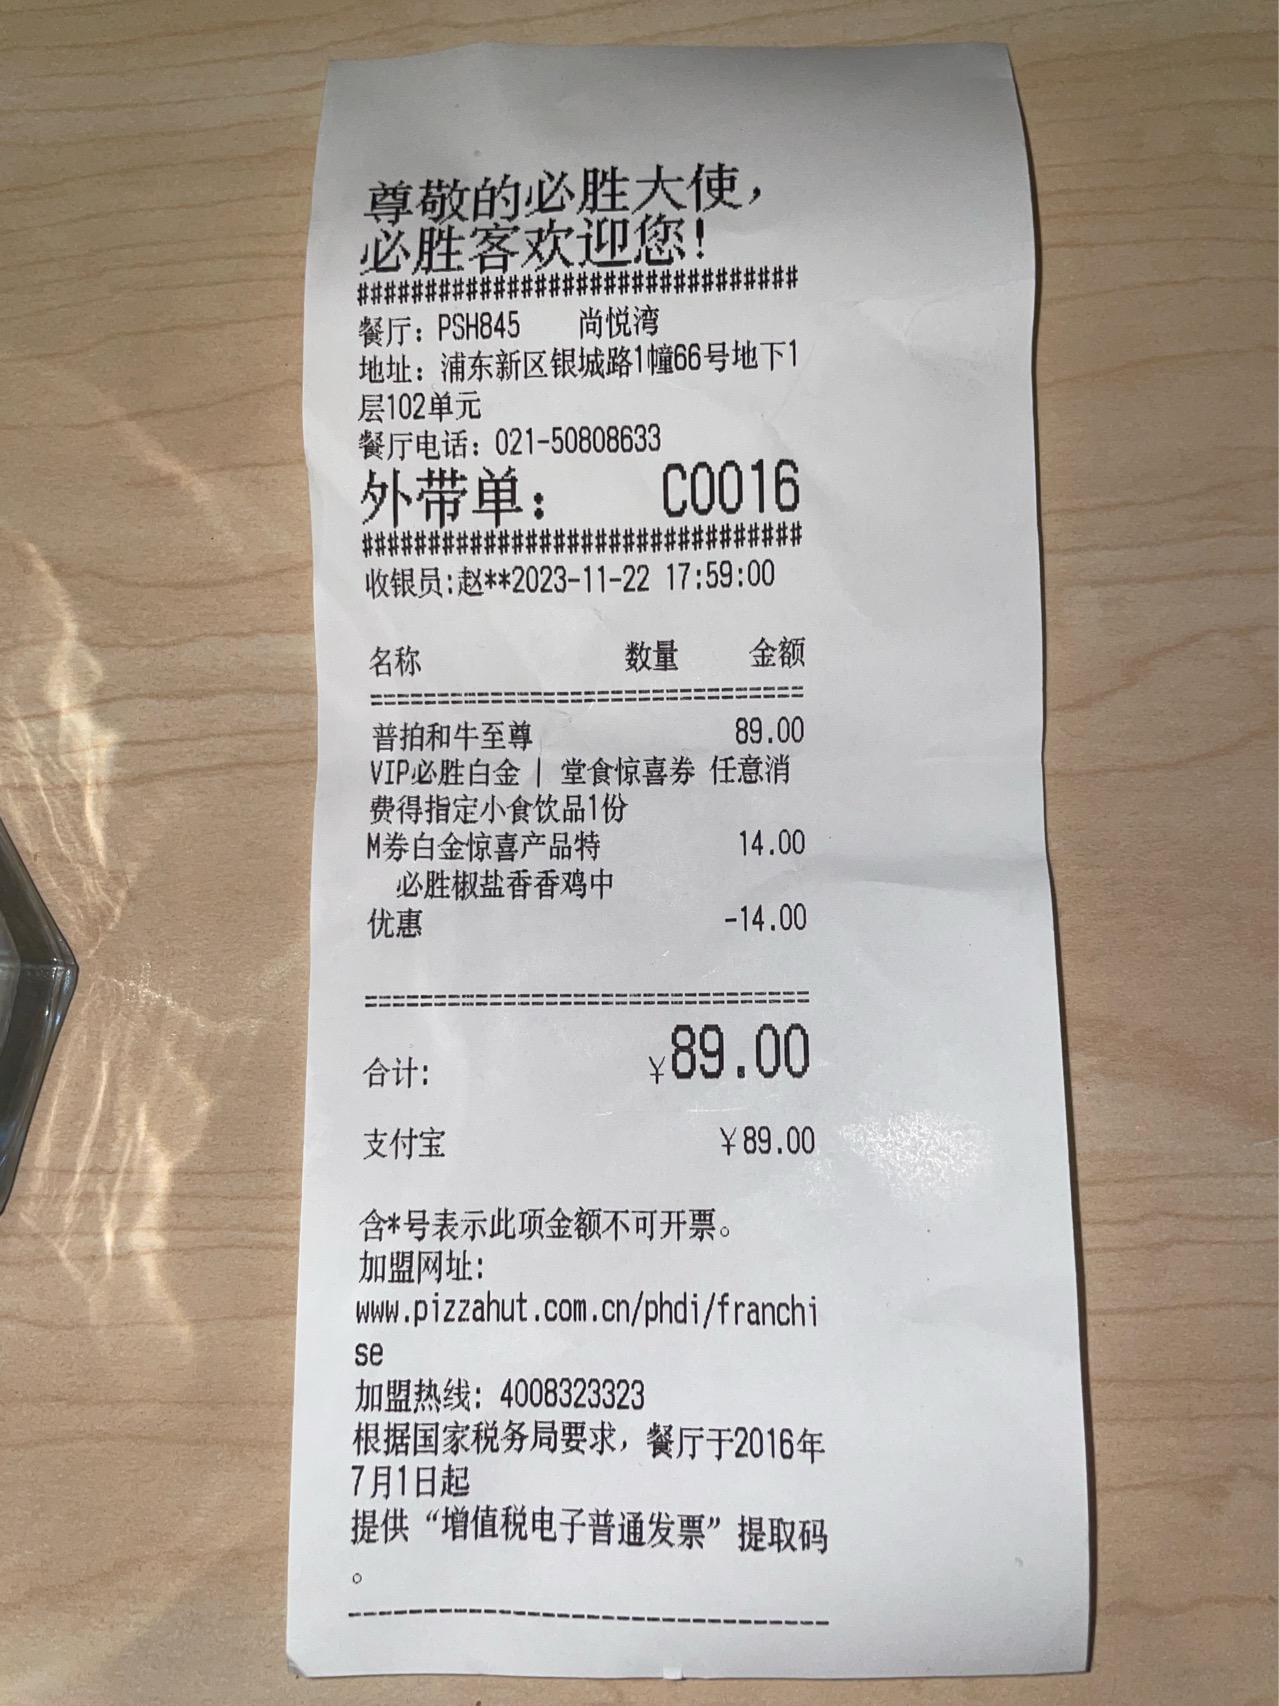 尊敬的必胜大使，
必胜客欢迎您!
################################
餐厅: PSH845 尚悦湾
地址: 浦东新区银城路1幢66号地下1
层102单元
餐厅电话: 021-50808633
外带单: C0016
################################
收银员:赵**2023-11-22 17:59:00
名称 数量 金额
================================
普拍和牛至尊 89.00
VIP必胜白金 | 堂食惊喜券 任意消
费得指定小食饮品1份
M券白金惊喜产品特 14.00
必胜椒盐香香鸡中
优惠 -14.00
================================
合计: ¥89.00
支付宝 ¥89.00
含*号表示此项金额不可开票。
加盟网址:
www.pizzahut.com.cn/phdi/franchi
se
加盟热线: 4008323323
根据国家税务局要求，餐厅于2016年
7月1日起
提供“增值税电子普通发票”提取码
。
--------------------------------